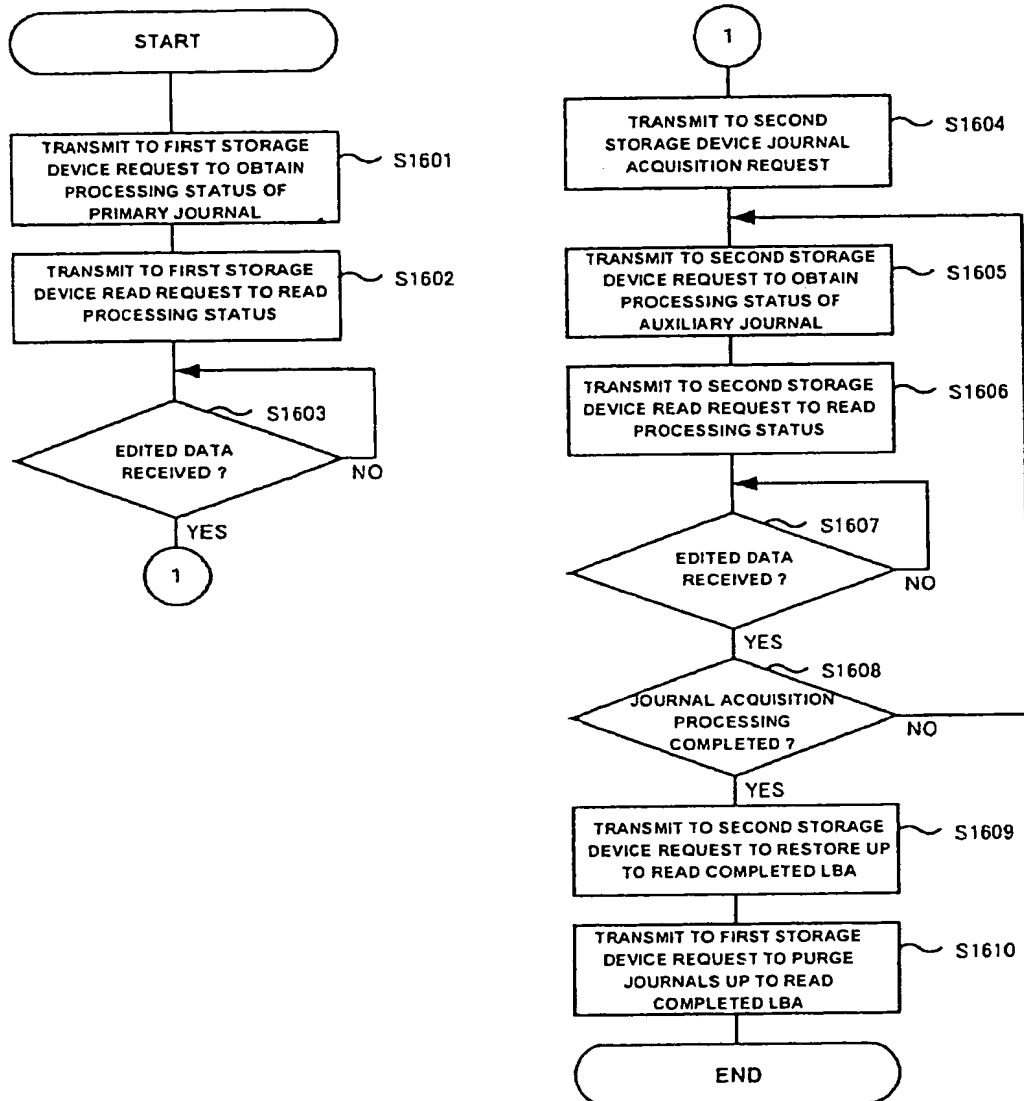 START
TRANSMIT TO FIRST STORAGE
DEVICE REQUEST TO OBTAIN
PROCESSING STATUS OF
PRIMARY JOURNAL
S1601
TRANSMIT TO FIRST STORAGE
DEVICE READ REQUEST TO READ
PROCESSING STATUS
S1602
S1603
EDITED DATA
RECEIVED ?
NO
YES
1
1
TRANSMIT TO SECOND
STORAGE DEVICE JOURNAL
ACQUISITION REQUEST
S1604
TRANSMIT TO SECOND STORAGE
DEVICE REQUEST TO OBTAIN
PROCESSING STATUS OF
AUXILIARY JOURNAL
S1605
TRANSMIT TO SECOND STORAGE
DEVICE READ REQUEST TO READ
PROCESSING STATUS
S1606
S1607
EDITED DATA
RECEIVED ?
NO
YES
S1608
JOURNAL ACQUISITION
PROCESSING
COMPLETED ?
NO
YES
TRANSMIT TO SECOND STORAGE
DEVICE REQUEST TO RESTORE UP
TO READ COMPLETED LBA
S1609
TRANSMIT TO FIRST STORAGE
DEVICE REQUEST TO PURGE
JOURNALS UP TO READ
COMPLETED LBA
S1610
END